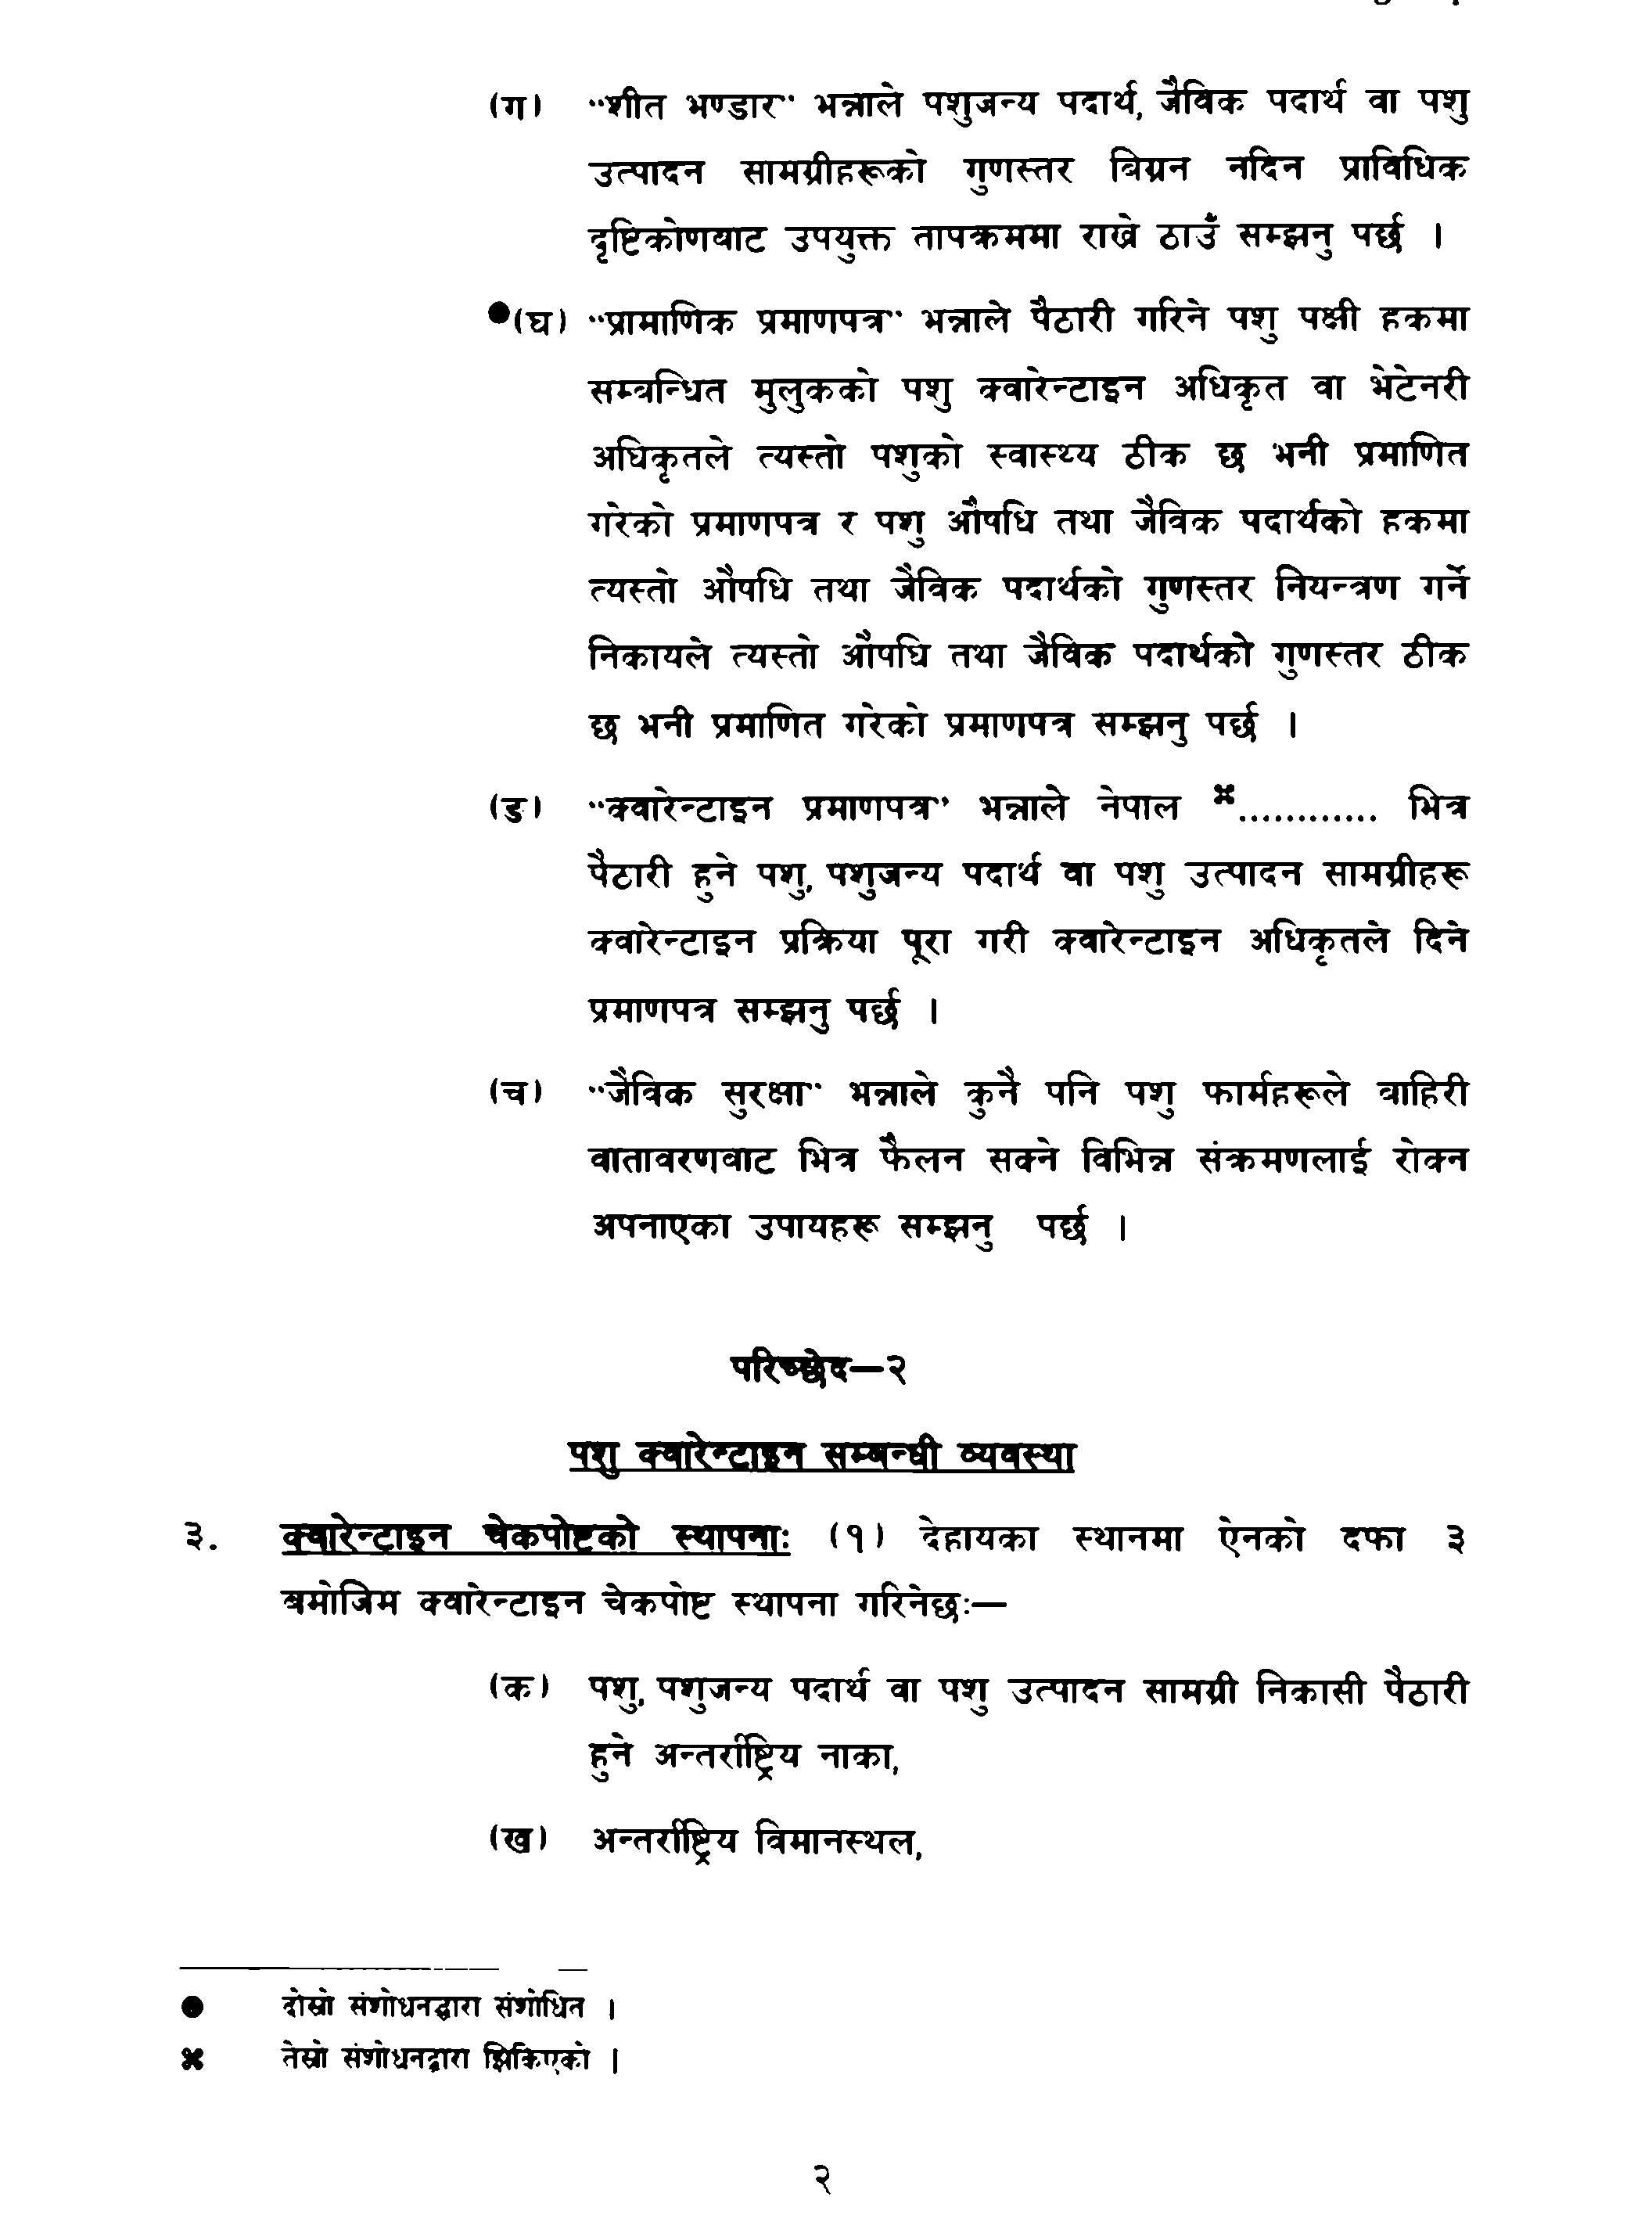 (ग) "शीत भण्डार" भन्नाले पशुजन्य पदार्थ, जैविक पदार्थ वा पशु
उत्पादन सामग्रीहरूको गुणस्तर बिग्रन नदिन प्राविधिक
दृष्टिकोणबाट उपयुक्त तापक्रममा राख्ने ठाउँ सम्झनु पर्छ ।
●(घ) "प्रामाणिक प्रमाणपत्र" भन्नाले पैठारी गरिने पशु पक्षी हकमा
सम्बन्धित मुलुकको पशु क्वारेन्टाइन अधिकृत वा भेटेनरी
अधिकृतले त्यस्तो पशुको स्वास्थ्य ठीक छ भनी प्रमाणित
गरेको प्रमाणपत्र र पशु औषधि तथा जैविक पदार्थको हकमा
त्यस्तो औषधि तथा जैविक पदार्थको गुणस्तर नियन्त्रण गर्ने
निकायले त्यस्तो औषधि तथा जैविक पदार्थको गुणस्तर ठीक
छ भनी प्रमाणित गरेको प्रमाणपत्र सम्झनु पर्छ ।
(ङ) "क्वारेन्टाइन प्रमाणपत्र" भन्नाले नेपाल ✖............ भित्र
पैठारी हुने पशु, पशुजन्य पदार्थ वा पशु उत्पादन सामग्रीहरू
क्वारेन्टाइन प्रक्रिया पूरा गरी क्वारेन्टाइन अधिकृतले दिने
प्रमाणपत्र सम्झनु पर्छ ।
(च) "जैविक सुरक्षा" भन्नाले कुनै पनि पशु फार्महरूले बाहिरी
वातावरणबाट भित्र फैलन सक्ने विभिन्न संक्रमणलाई रोक्न
अपनाएका उपायहरू सम्झनु पर्छ ।
परिच्छेद–२
पशु क्वारेन्टाइन सम्बन्धी व्यवस्था
३. क्वारेन्टाइन चेकपोष्टको स्थापनाः (१) देहायका स्थानमा ऐनको दफा ३
बमोजिम क्वारेन्टाइन चेकपोष्ट स्थापना गरिनेछः–
(क) पशु, पशुजन्य पदार्थ वा पशु उत्पादन सामग्री निकासी पैठारी
हुने अन्तर्राष्ट्रिय नाका,
(ख) अन्तर्राष्ट्रिय विमानस्थल,
● दोस्रो संशोधनद्धारा संशोधित ।
✖ तेस्रो संशोधनद्वारा झिकिएको ।
२